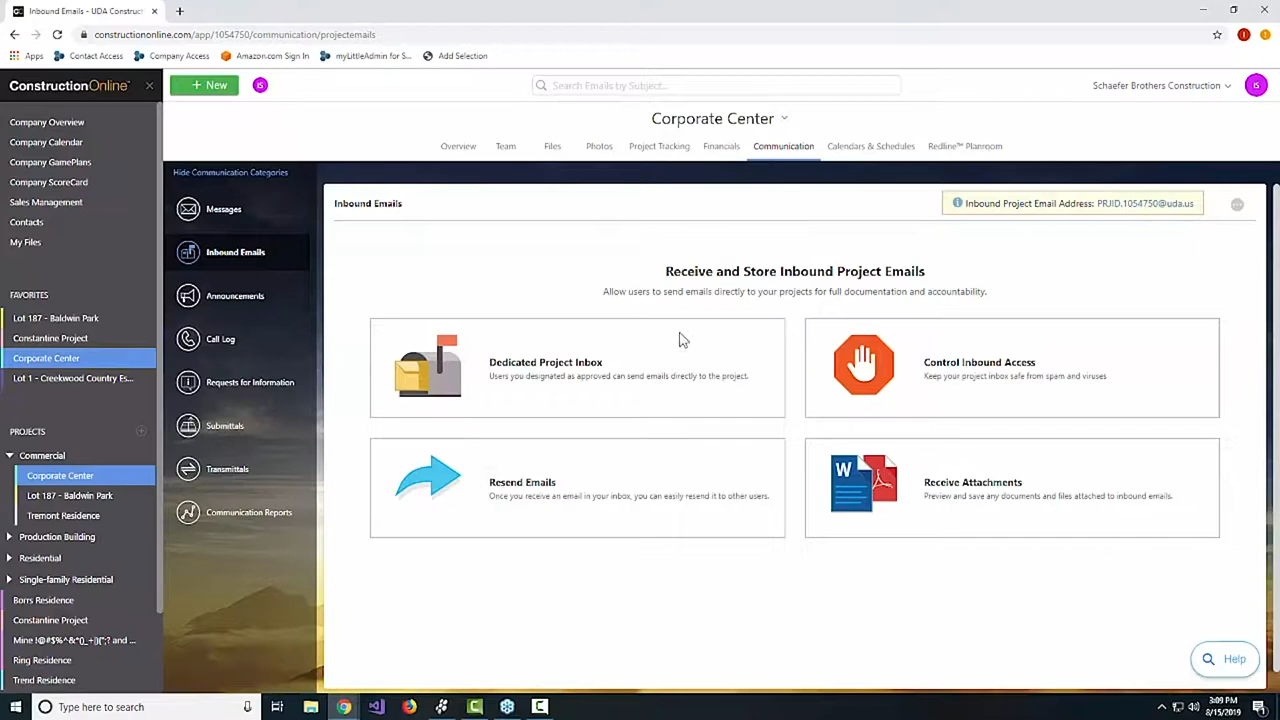 Inbound Emails - UDA Construct
constructiononline.com/app/1054750/communication/projectemails
Apps
Contact Access
Company Access
Amazon.com Sign In
myLittleAdmin for S...
Add Selection
ConstructionOnline™
+ New
IS
Search Emails by Subject...
Schaefer Brothers Construction
IS
Corporate Center
Overview
Team
Files
Photos
Project Tracking
Financials
Communication
Calendars & Schedules
Redline™ Planroom
Company Overview
Company Calendar
Company GamePlans
Company ScoreCard
Sales Management
Contacts
My Files
FAVORITES
Lot 187 - Baldwin Park
Constantine Project
Corporate Center
Lot 1 - Creekwood Country Es...
PROJECTS
Commercial
Corporate Center
Lot 187 - Baldwin Park
Tremont Residence
Production Building
Residential
Single-family Residential
Borrs Residence
Constantine Project
Mine !@#$%^&*()_+|}{";? and ...
Ring Residence
Trend Residence
Hide Communication Categories
Messages
Inbound Emails
Announcements
Call Log
Requests for Information
Submittals
Transmittals
Communication Reports
Inbound Emails
Inbound Project Email Address: PRJID.1054750@uda.us
Receive and Store Inbound Project Emails
Allow users to send emails directly to your projects for full documentation and accountability.
Dedicated Project Inbox
Users you designated as approved can send emails directly to the project.
Control Inbound Access
Keep your project inbox safe from spam and viruses
Resend Emails
Once you receive an email in your inbox, you can easily resend it to other users.
W
Receive Attachments
Preview and save any documents and files attached to inbound emails.
Help
Type here to search
3:09 PM
8/15/2019